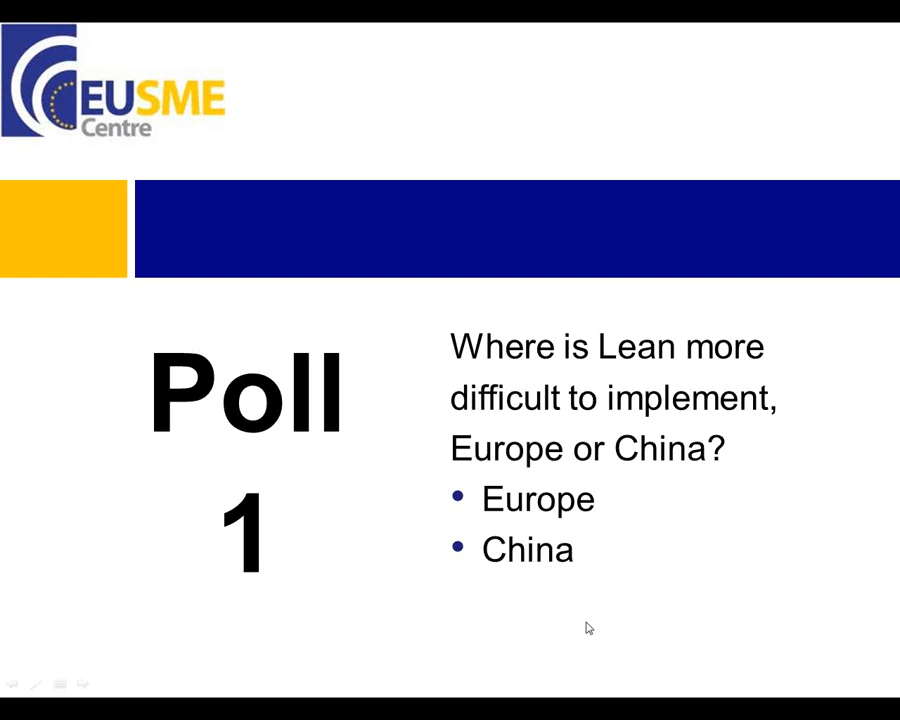 EUSME
Centre
Poll
1
Where is Lean more
difficult to implement,
Europe or China?
• Europe
• China